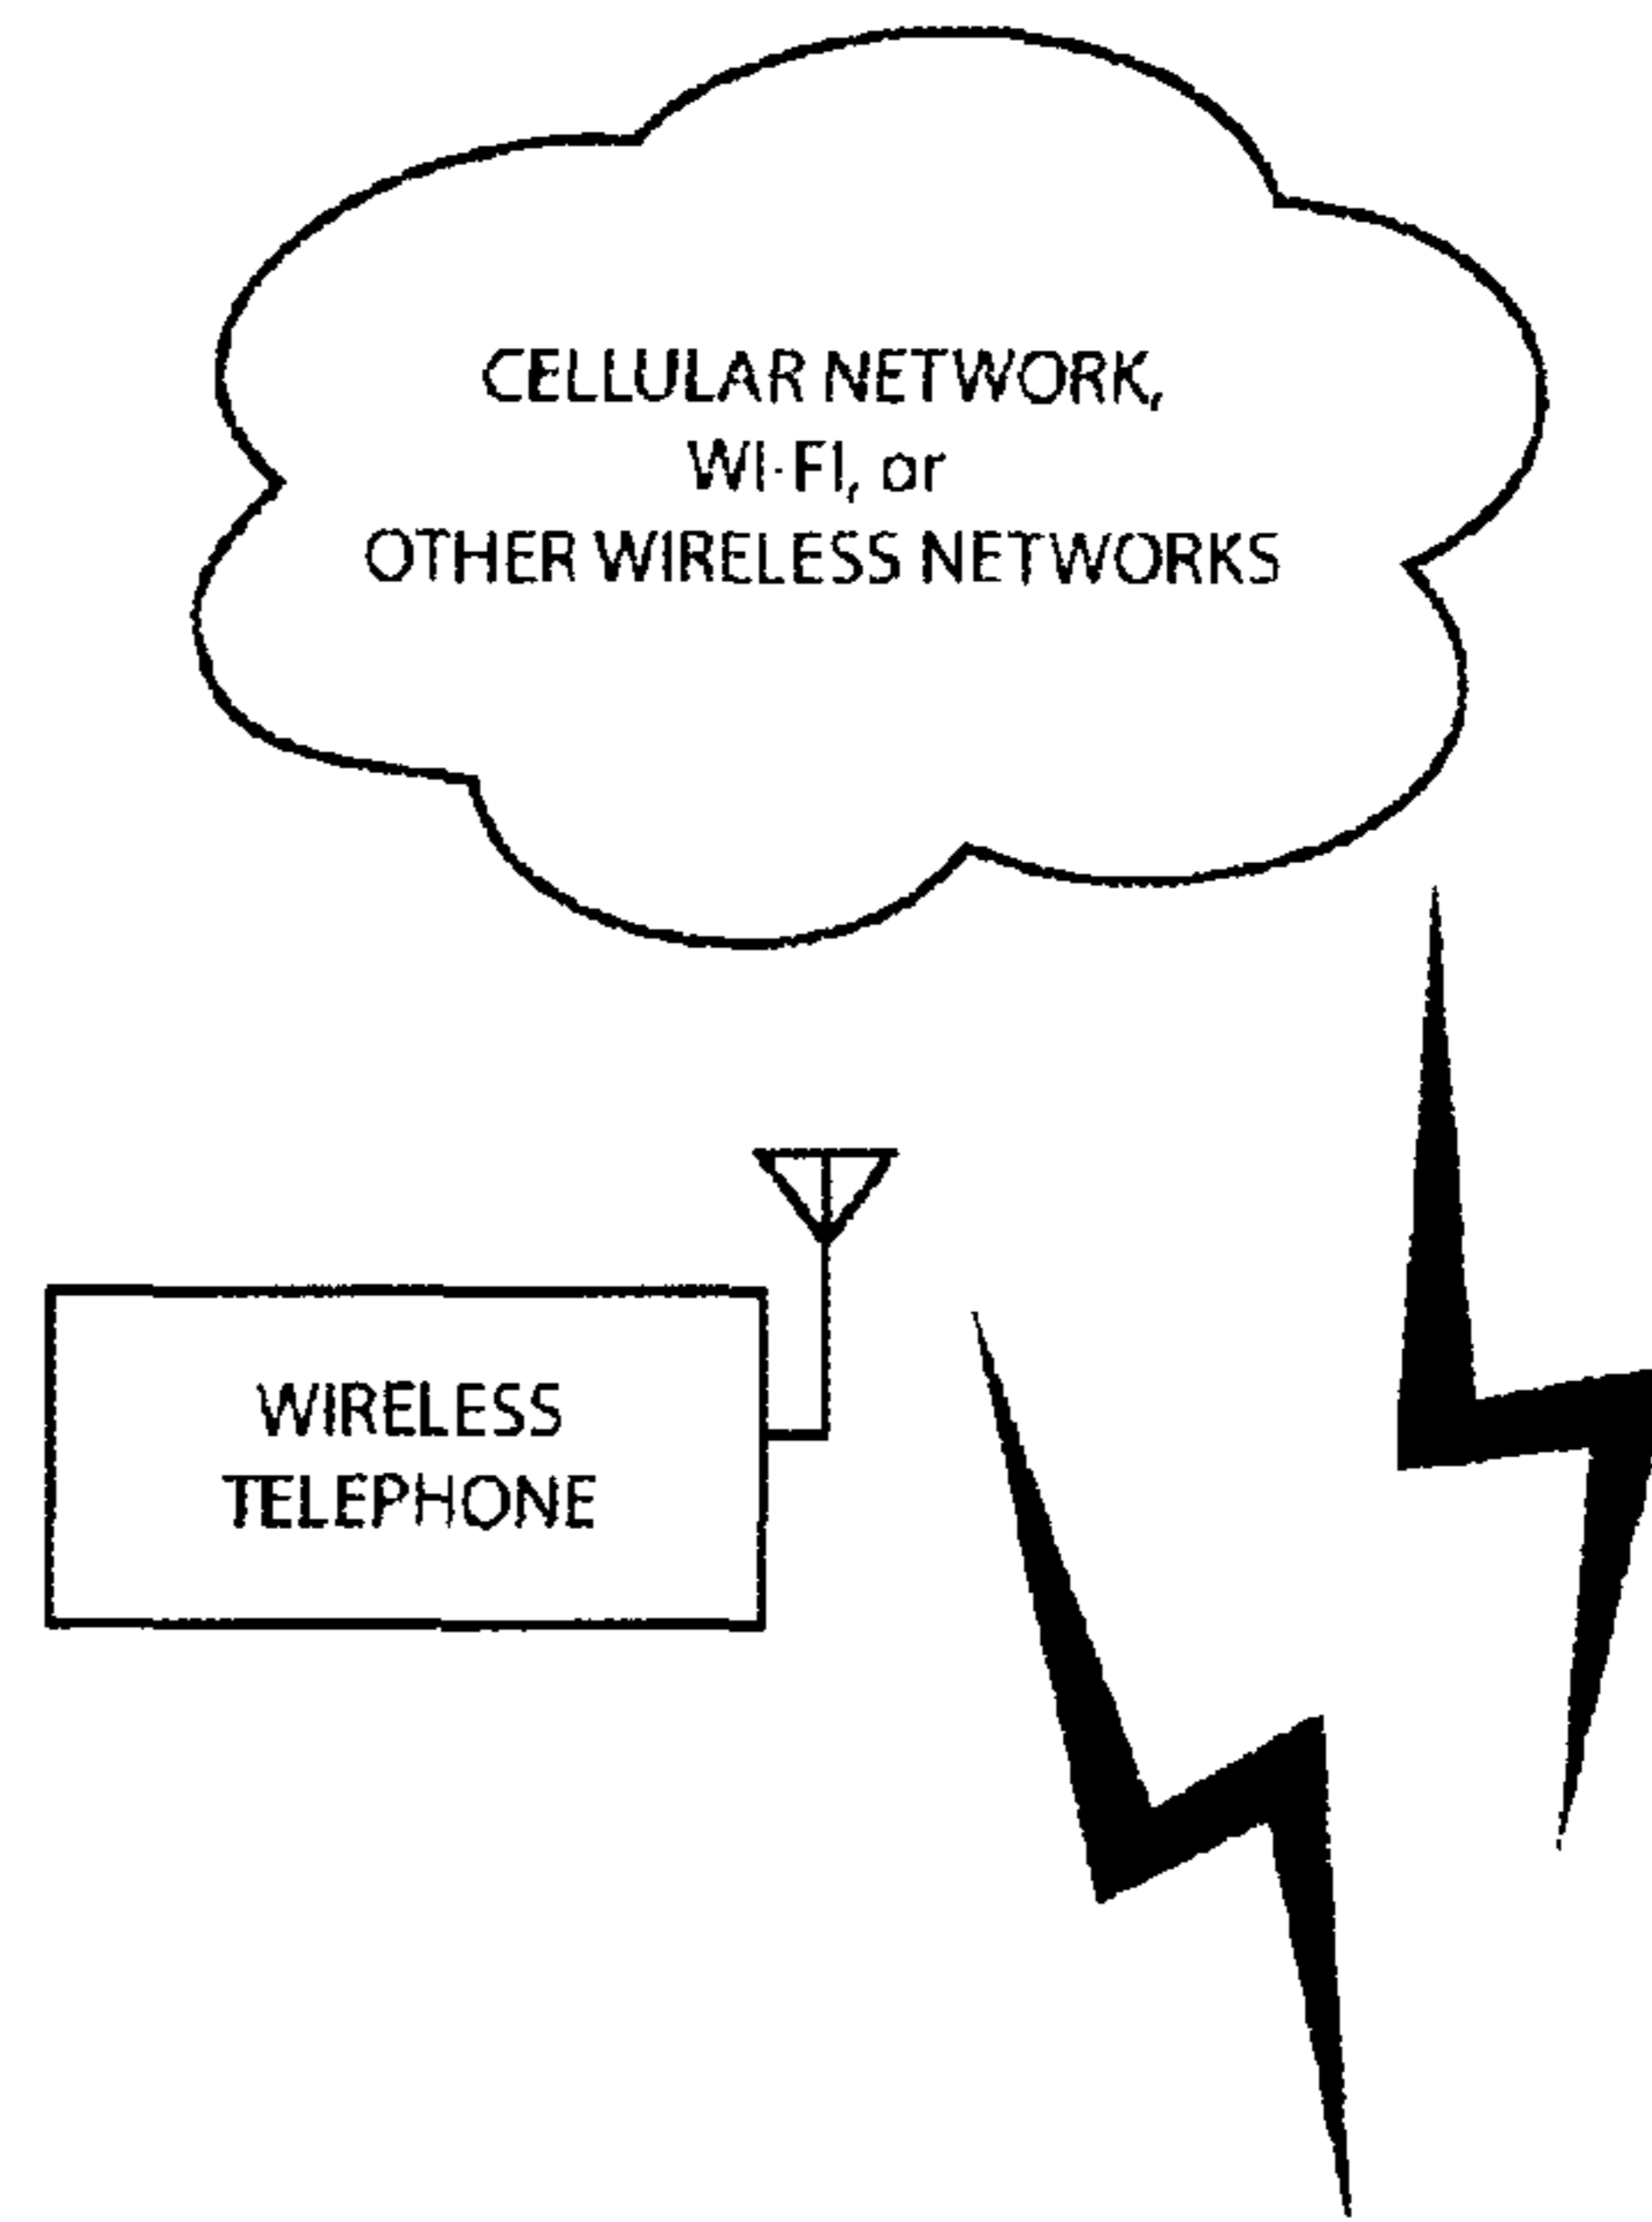 CELLULAR NETWORK,
WI-FI, or
OTHER WIRELESS NETWORKS
WIRELESS
TELEPHONE